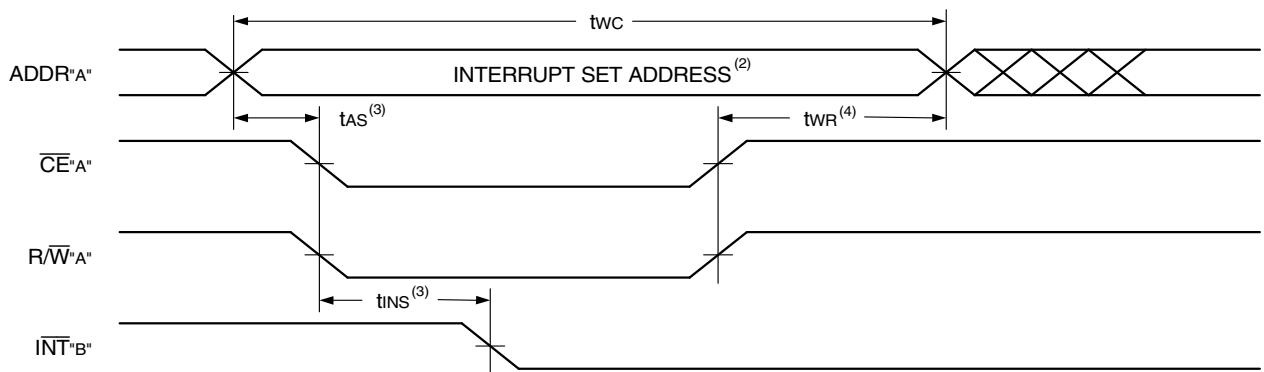 tWC
ADDR"A"
INTERRUPT SET ADDRESS(2)
tAS(3)
tWR(4)
CE"A"
R/W"A"
tINS(3)
INT"B"